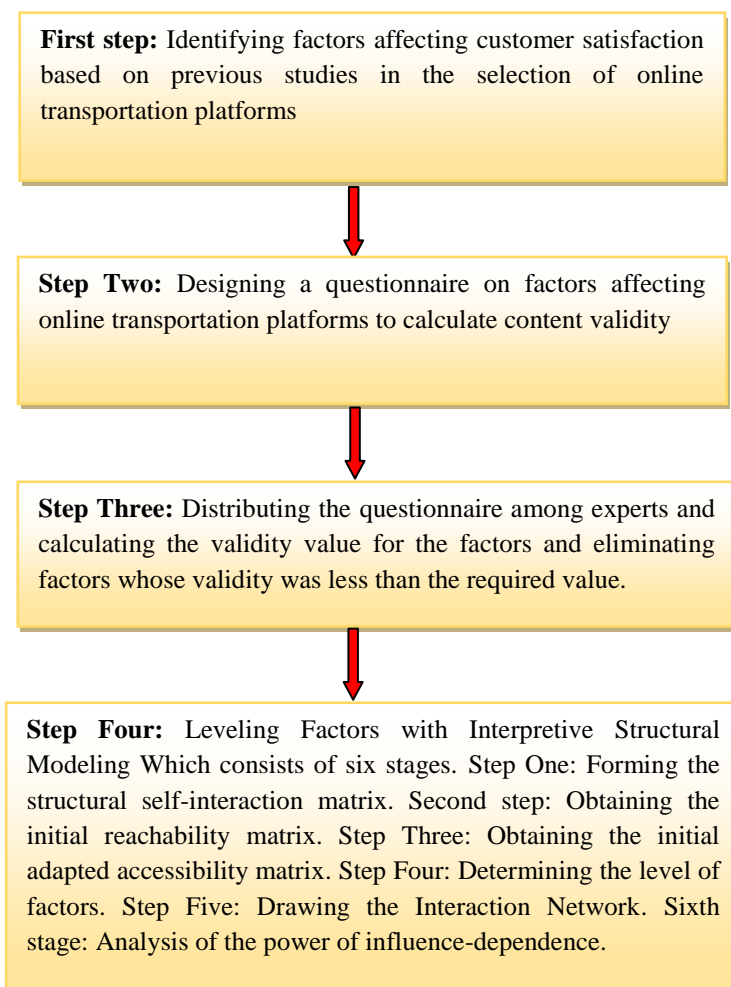 First step: Identifying factors affecting customer satisfaction
based on previous studies in the selection of online
transportation platforms
Step Two: Designing a questionnaire on factors affecting
online transportation platforms to calculate content validity
Step Three: Distributing the questionnaire among experts and
calculating the validity value for the factors and eliminating
factors whose validity was less than the required value.
Step Four: Leveling Factors with Interpretive Structural
Modeling Which consists of six stages. Step One: Forming the
structural self-interaction matrix. Second step: Obtaining the
initial reachability matrix. Step Three: Obtaining the initial
adapted accessibility matrix. Step Four: Determining the level of
factors. Step Five: Drawing the Interaction Network. Sixth
stage: Analysis of the power of influence-dependence.